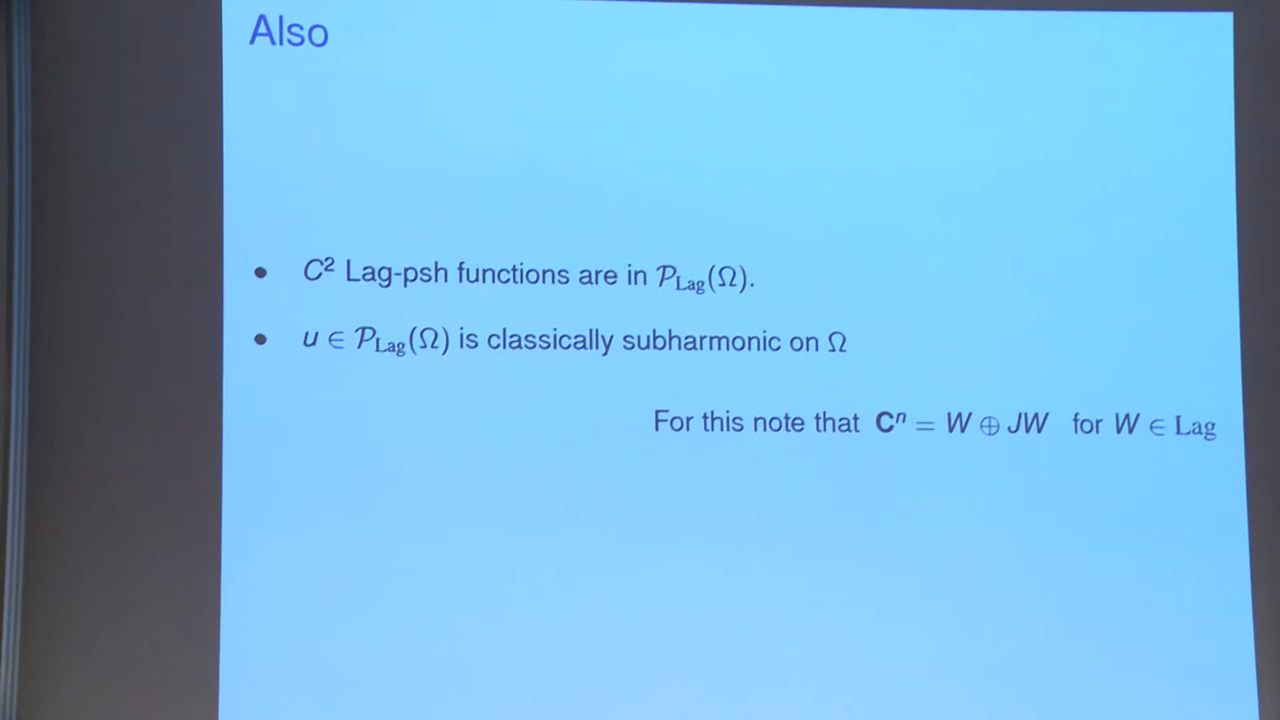 Also
• C² Lag-psh functions are in 𝒫_Lag(Ω).
• u ∈ 𝒫_Lag(Ω) is classically subharmonic on Ω
For this note that Cⁿ = W ⊕ JW for W ∈ Lag